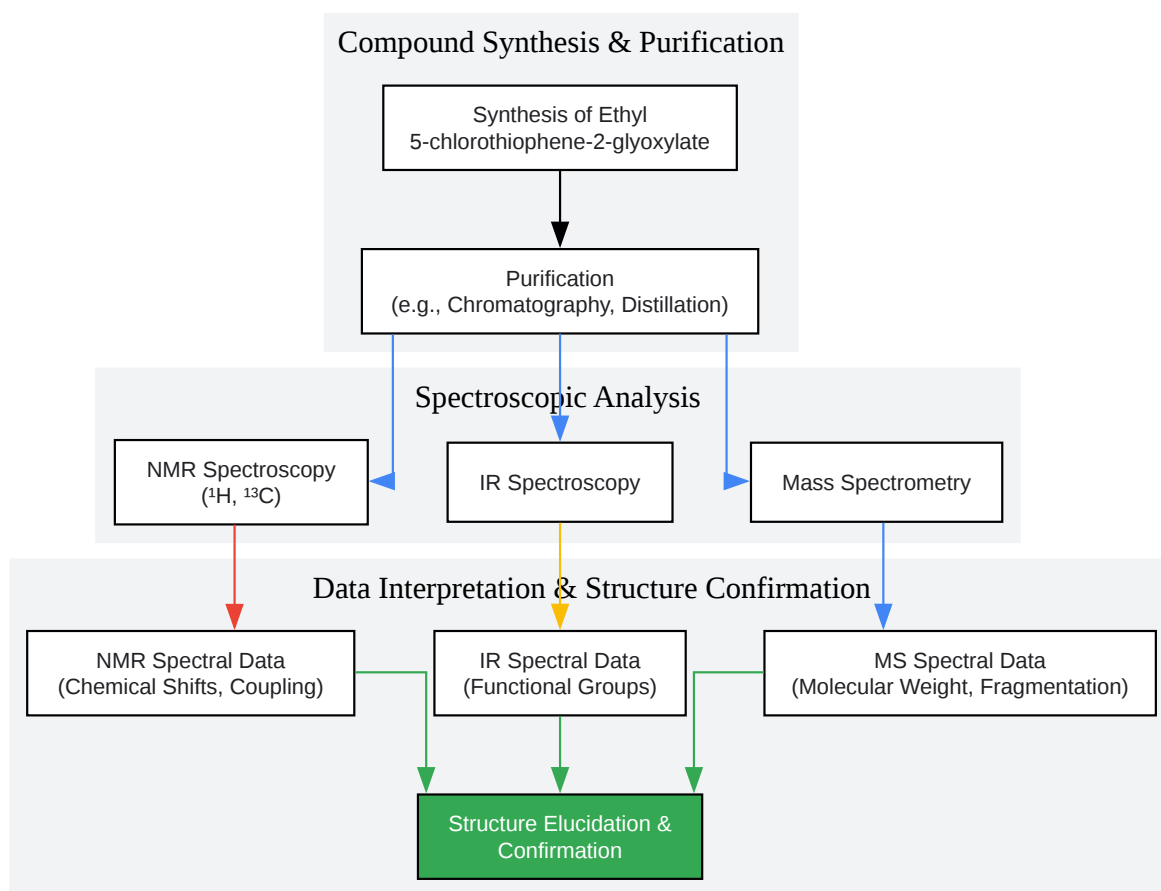 Compound Synthesis & Purification
Synthesis of Ethyl
5-chlorothiophene-2-glyoxylate
Purification
(e.g., Chromatography, Distillation)
Spectroscopic Analysis
NMR Spectroscopy
(¹H, ¹³C)
IR Spectroscopy
Mass Spectrometry
Data Interpretation & Structure Confirmation
NMR Spectral Data
(Chemical Shifts, Coupling)
IR Spectral Data
(Functional Groups)
MS Spectral Data
(Molecular Weight, Fragmentation)
Structure Elucidation &
Confirmation